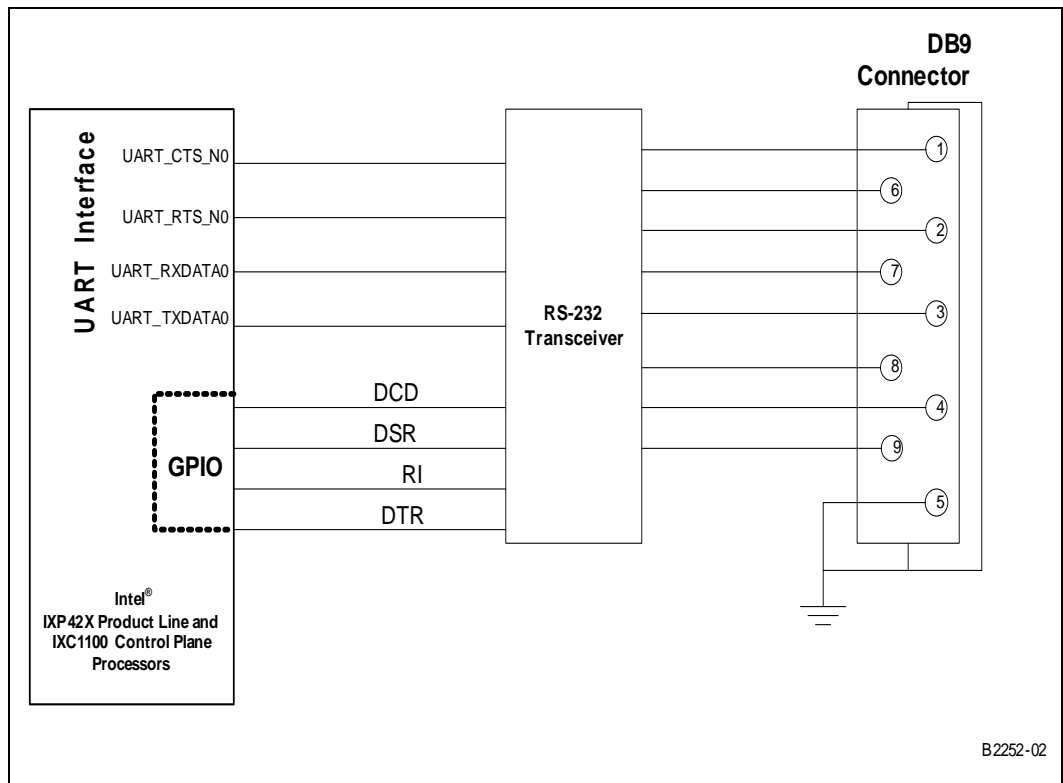 DB9
Connector
UART Interface
UART_CTS_N0
UART_RTS_N0
UART_RXDATA0
UART_TXDATA0
GPIO
DCD
DSR
RI
DTR
Intel®
IXP42X Product Line and
IXC1100 Control Plane
Processors
RS-232
Transceiver
1
6
2
7
3
8
4
9
5
B2252-02